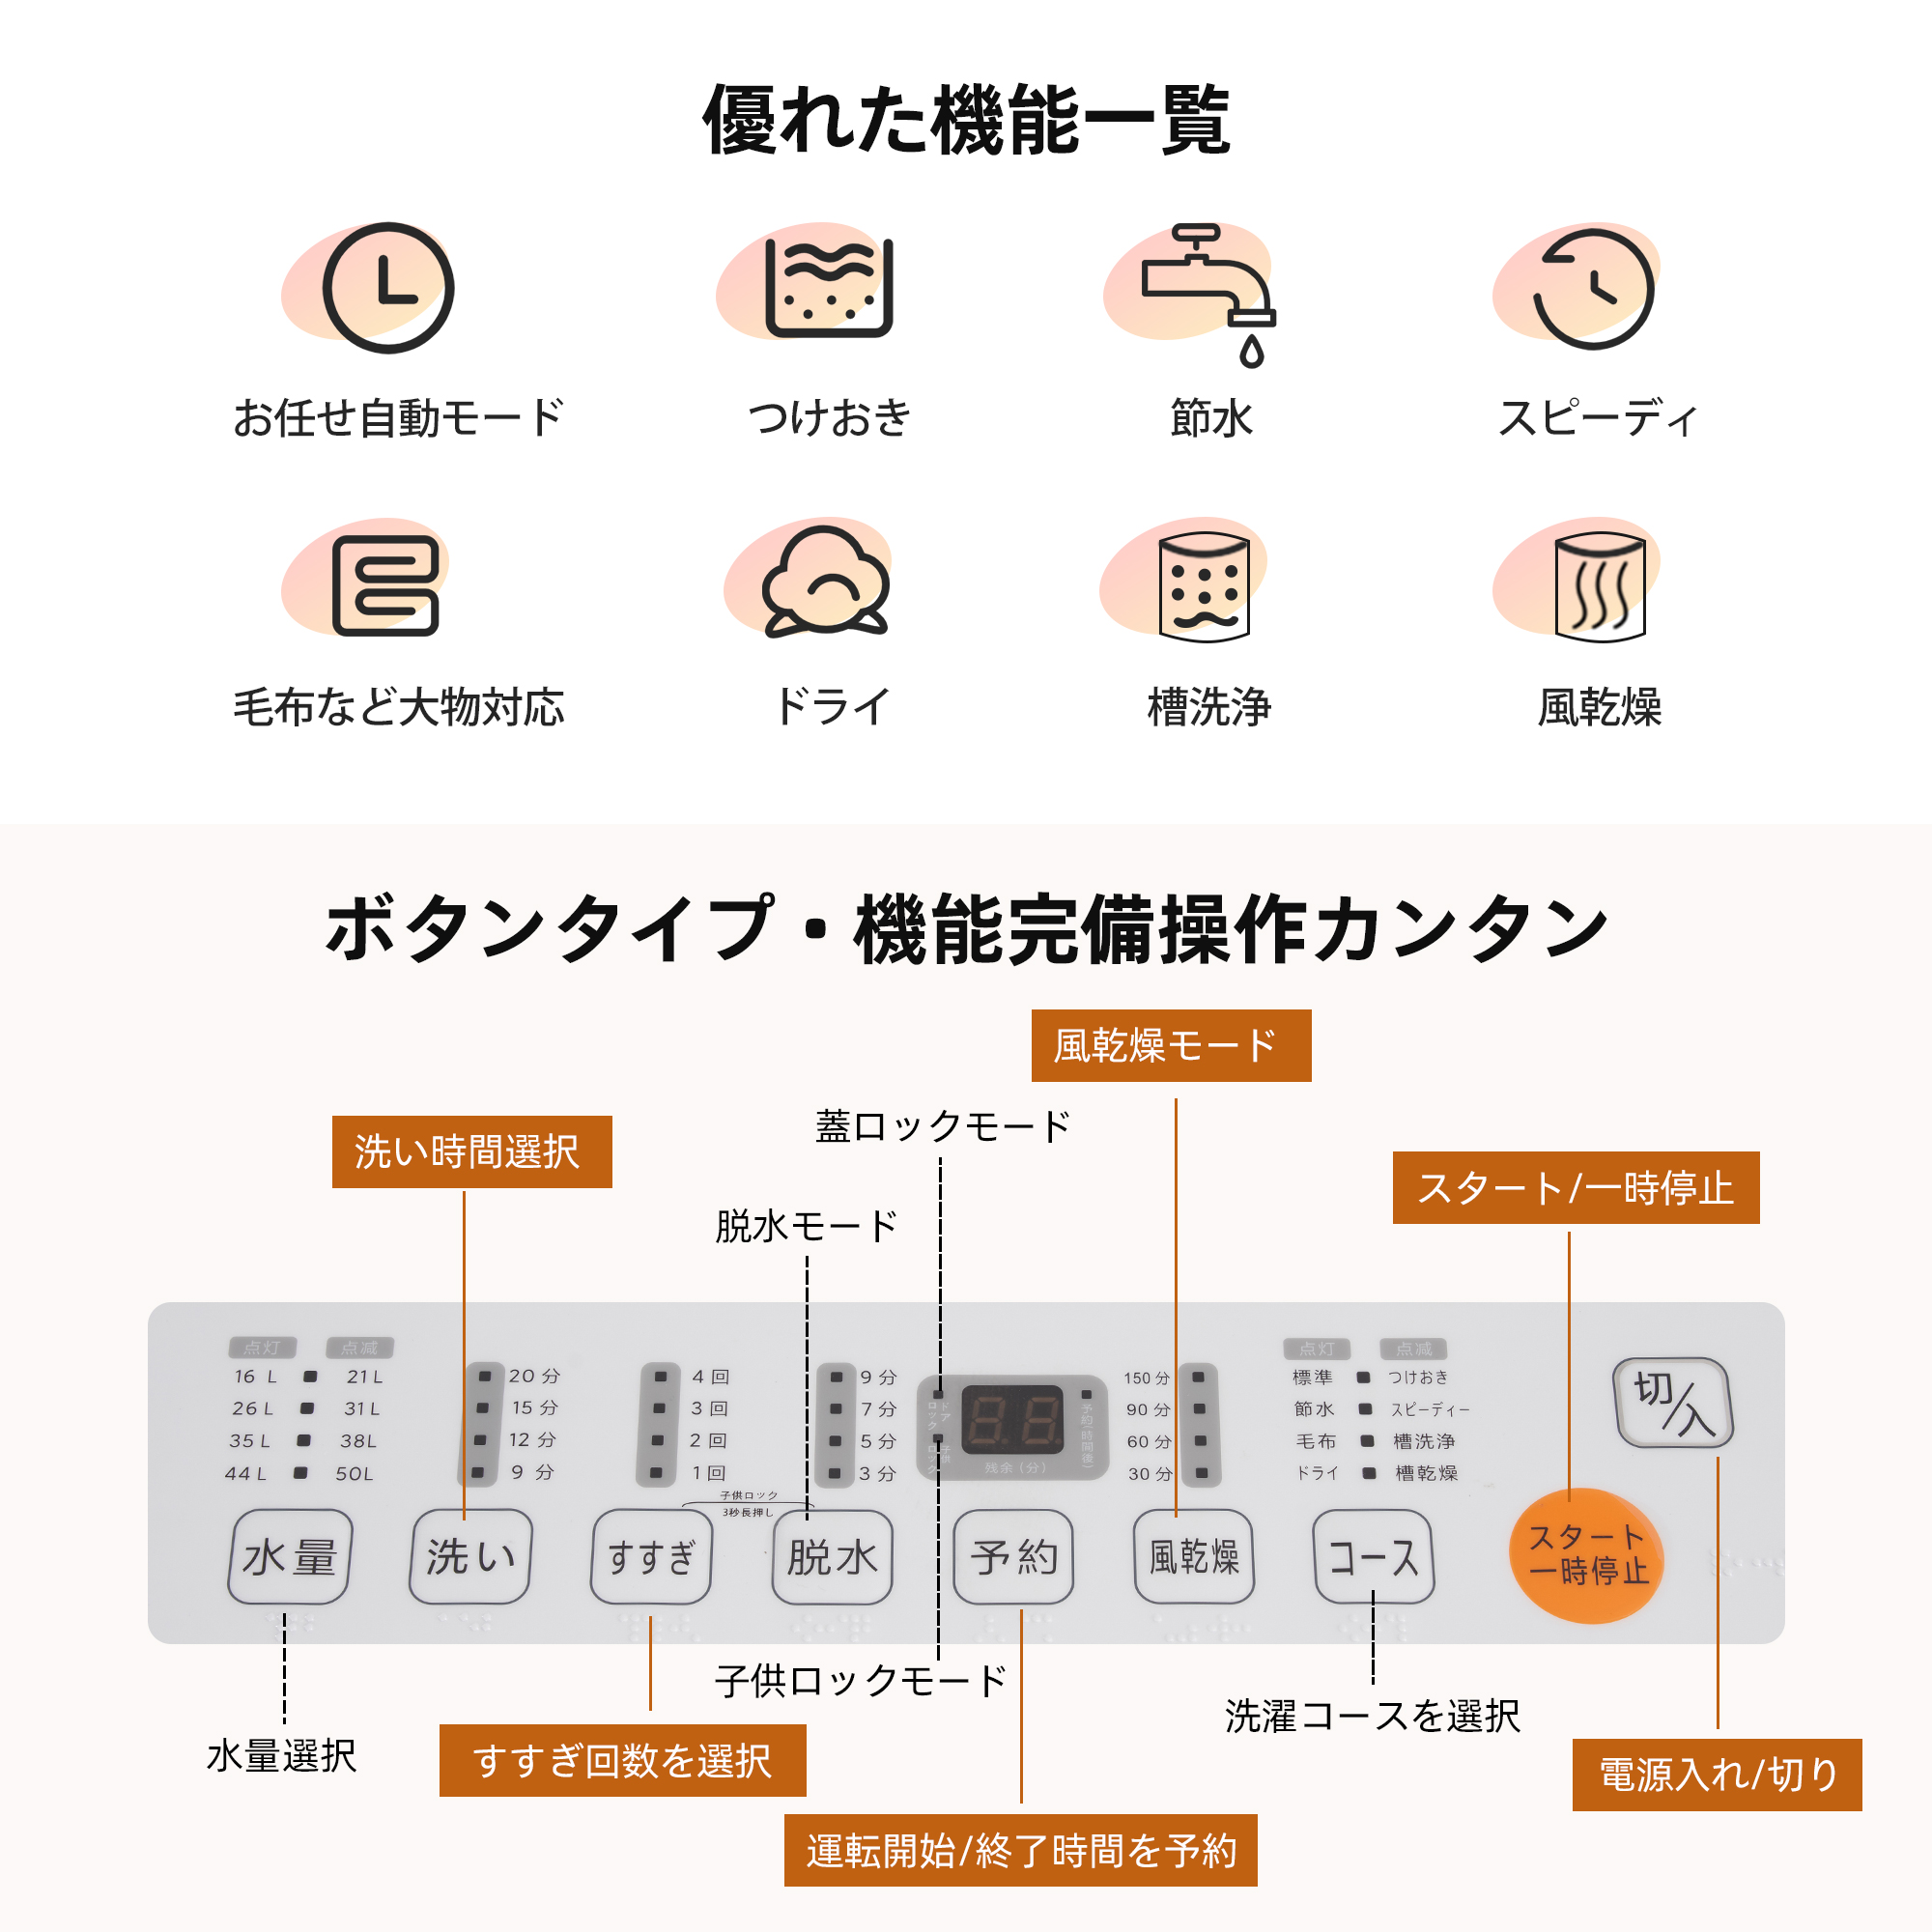 優れた機能一覧
お任せ自動モード
つけおき
節水
スピーディ
毛布など大物対応
ドライ
槽洗浄
風乾燥
ボタンタイプ・機能完備操作カンタン
風乾燥モード
蓋ロックモード
洗い時間選択
スタート/一時停止
脱水モード
点灯 点滅
16 L 21 L
26 L 31 L
35 L 38L
44 L 50L
20 分
15 分
12 分
9 分
4 回
3 回
2 回
1 回
9 分
7 分
5 分
3 分
ドア
ロック
子供
ロック
予約(時間後)
残余(分)
150 分
90 分
60 分
30 分
点灯 点滅
標準 つけおき
節水 スピーディー
毛布 槽洗浄
ドライ 槽乾燥
切/入
子供ロック
3秒長押し
水量
洗い
すすぎ
脱水
予約
風乾燥
コース
スタート
一時停止
子供ロックモード
洗濯コースを選択
水量選択
すすぎ回数を選択
電源入れ/切り
運転開始/終了時間を予約